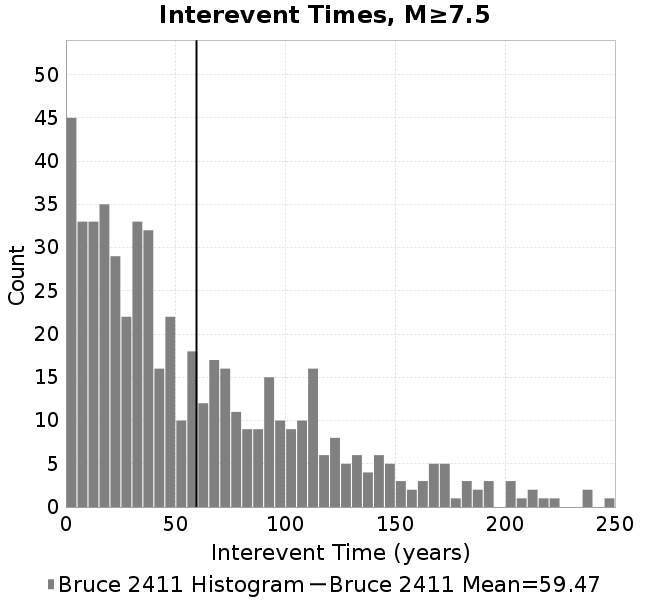 Interevent Times, M≥7.5
50
45
40
35
30
25
20
15
10
5
0
Count
0 50 100 150 200 250
Interevent Time (years)
Bruce 2411 Histogram Bruce 2411 Mean=59.47